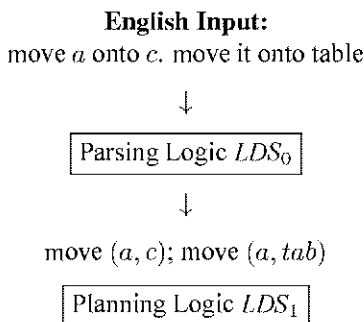 English Input:
move a onto c. move it onto table
↓
Parsing Logic LDS₀
↓
move (a, c); move (a, tab)
Planning Logic LDS₁